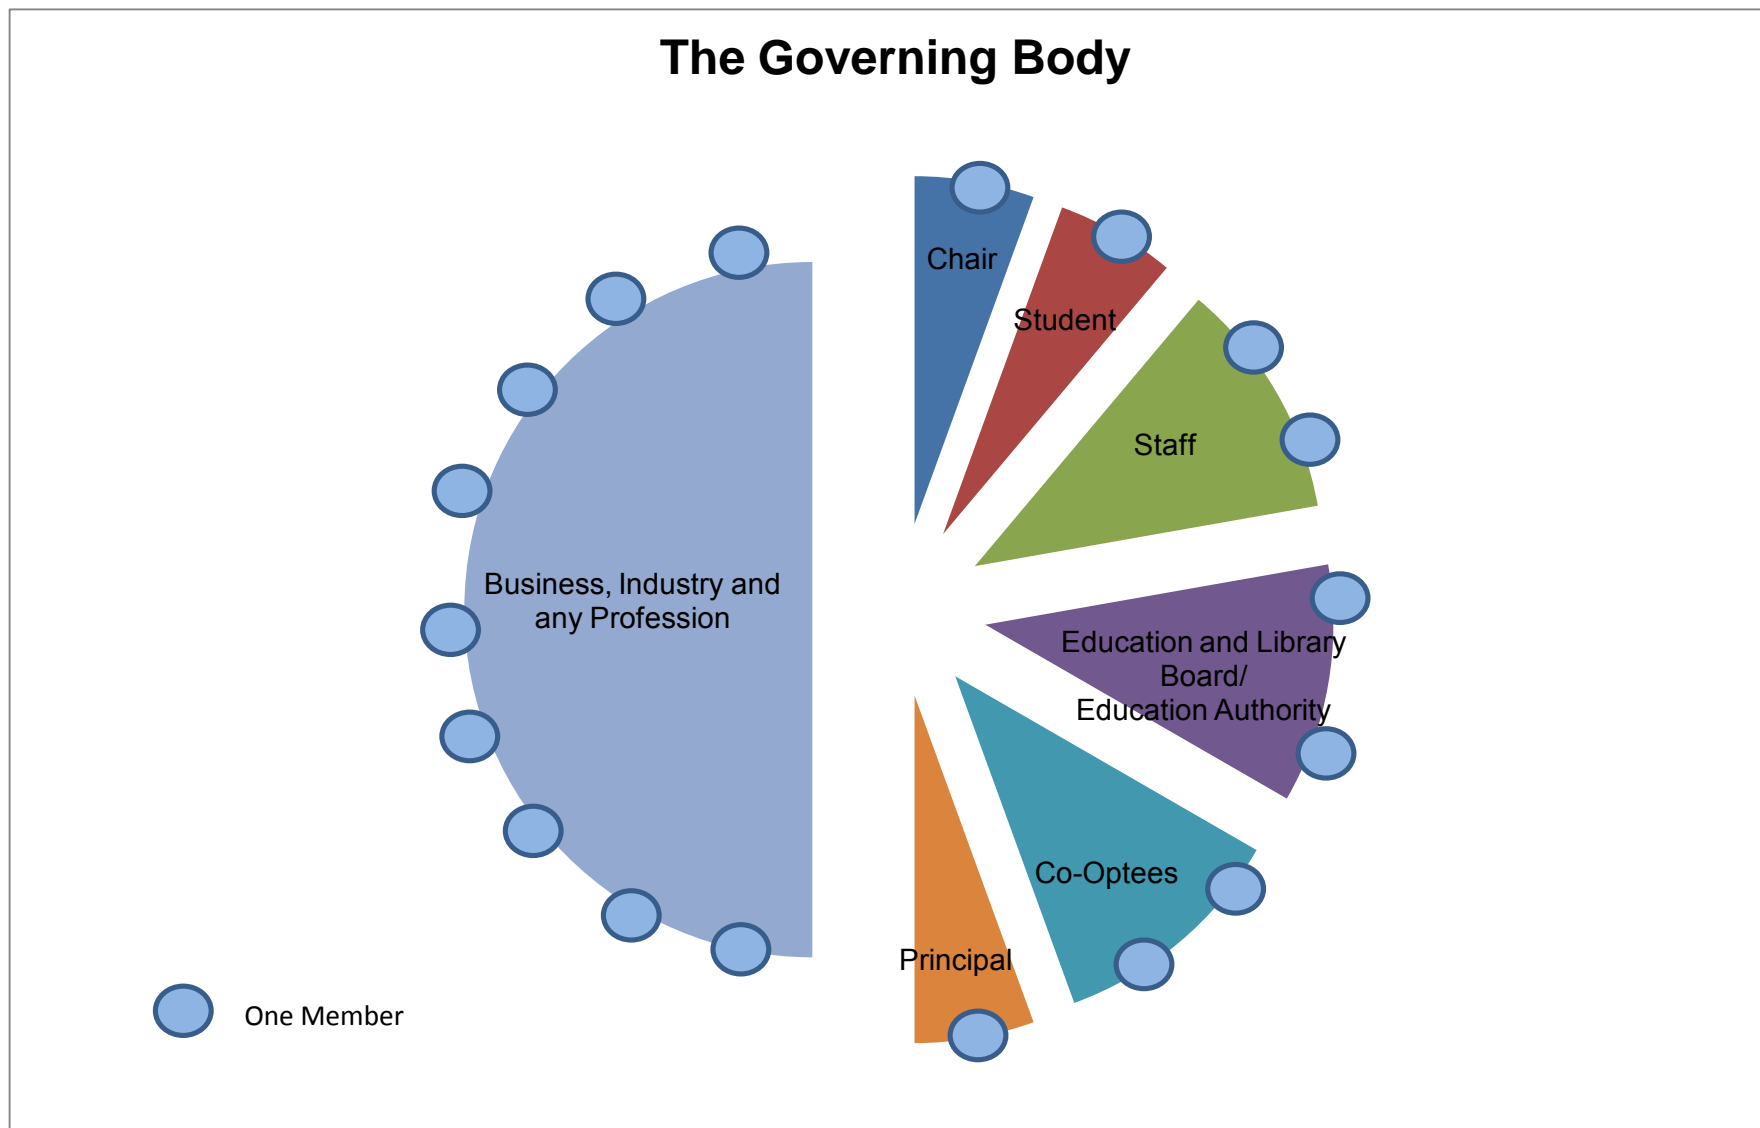 The Governing Body
Chair
Student
Staff
Business, Industry and
any Profession
Education and Library
Board/
Education Authority
Co-Optees
Principal
One Member